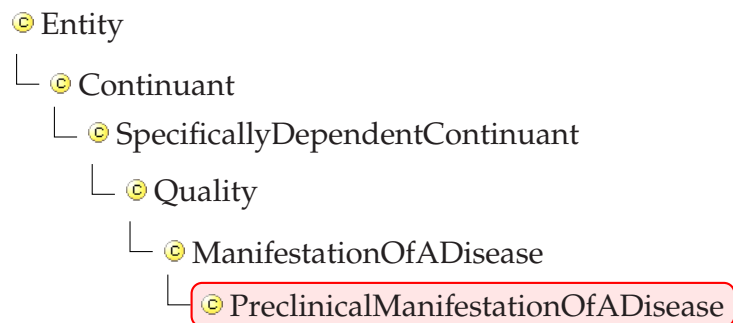 Entity
Continuant
SpecificallyDependentContinuant
Quality
ManifestationOfADisease
PreclinicalManifestationOfADisease